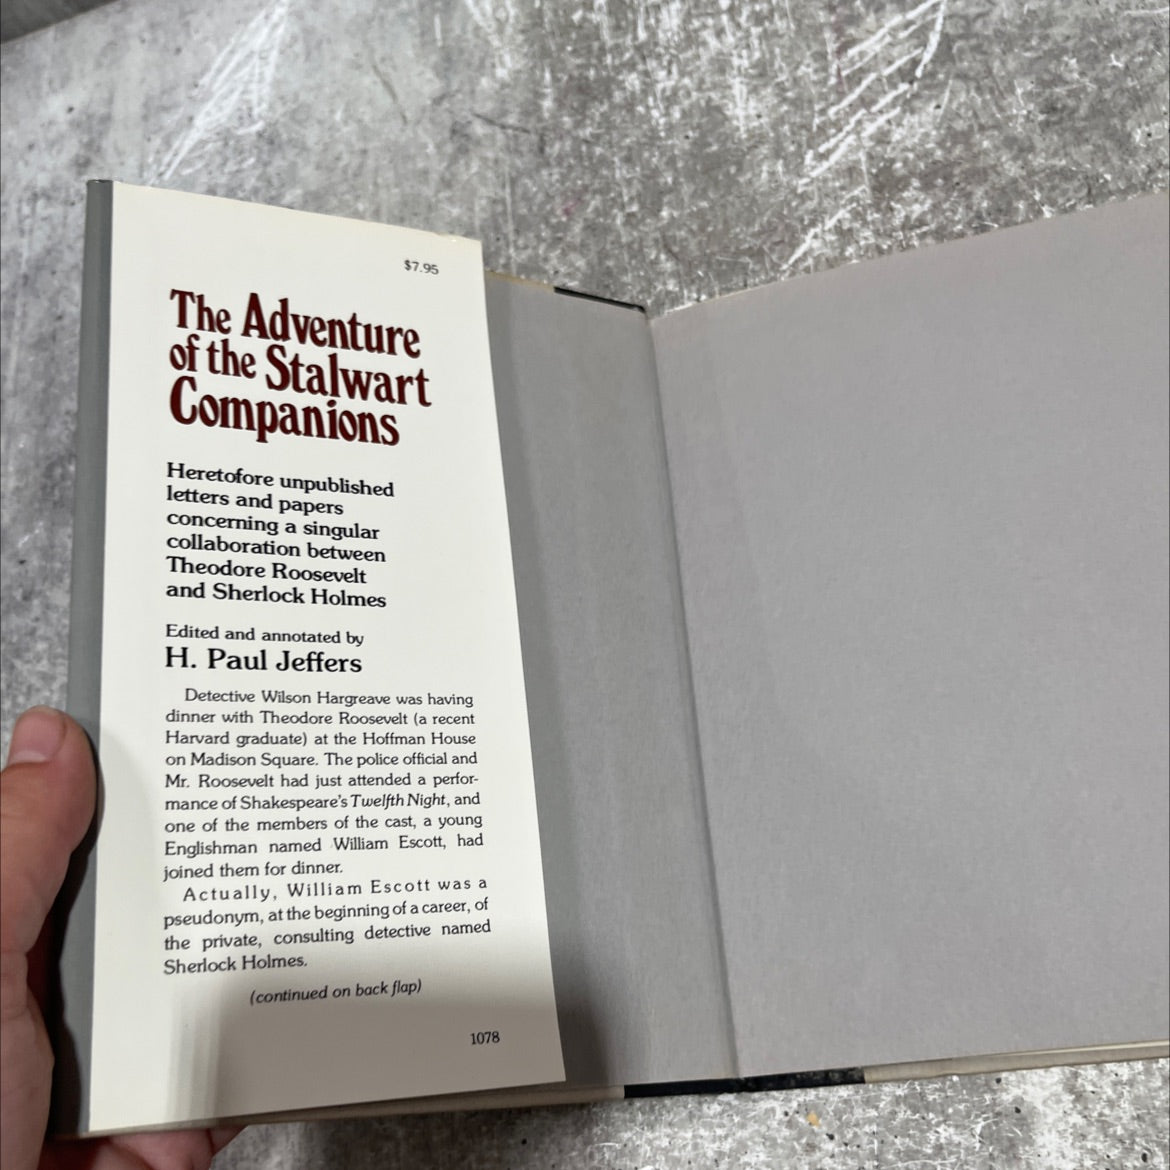 $7.95
The Adventure
of the Stalwart
Companions
Heretofore unpublished
letters and papers
concerning a singular
collaboration between
Theodore Roosevelt
and Sherlock Holmes
Edited and annotated by
H. Paul Jeffers
Detective Wilson Hargreave was having
dinner with Theodore Roosevelt (a recent
Harvard graduate) at the Hoffman House
on Madison Square. The police official and
Mr. Roosevelt had just attended a perfor-
mance of Shakespeare's Twelfth Night, and
one of the members of the cast, a young
Englishman named William Escott, had
joined them for dinner.
Actually, William Escott was a
pseudonym, at the beginning of a career, of
the private, consulting detective named
Sherlock Holmes.
(continued on back flap)
1078